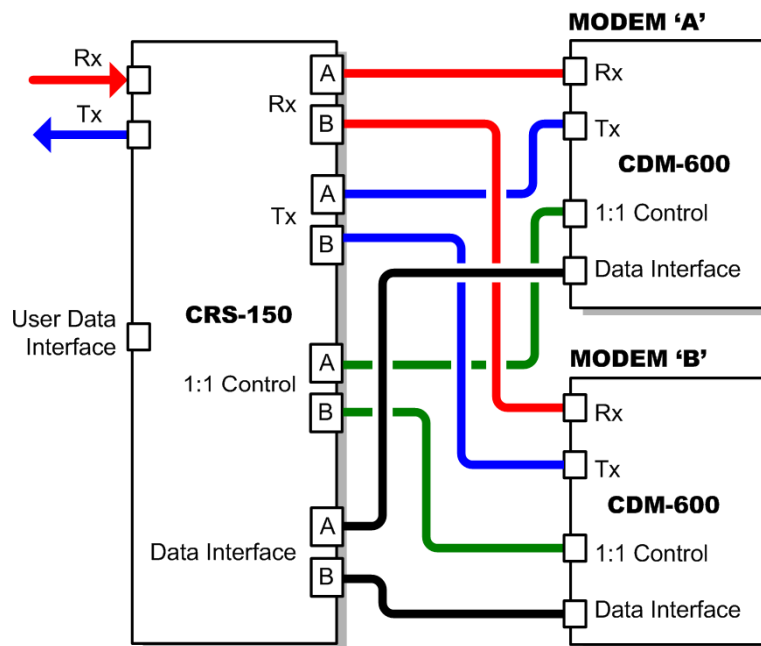 MODEM 'A'
Rx
Tx
A
Rx
B
A
Tx
B
User Data
Interface
CRS-150
A
1:1 Control
B
A
Data Interface
B
Rx
Tx
CDM-600
1:1 Control
Data Interface
MODEM 'B'
Rx
Tx
CDM-600
1:1 Control
Data Interface